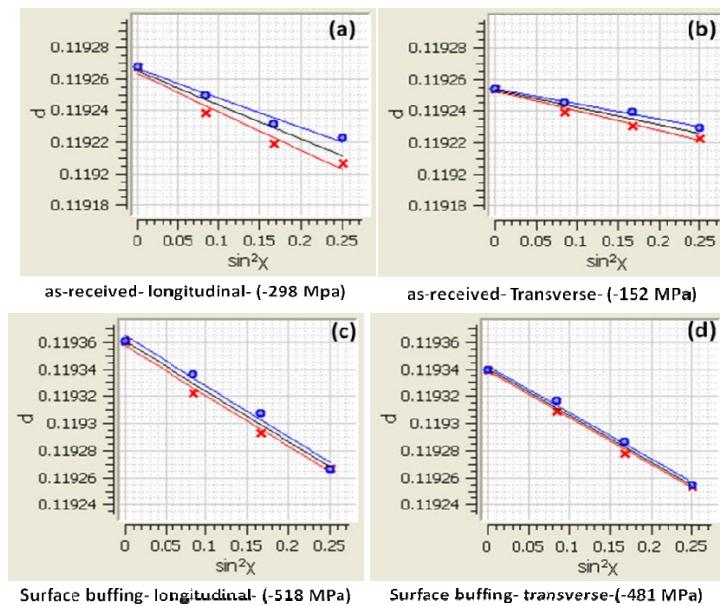 (a)
d
0.11928
0.11926
0.11924
0.11922
0.1192
0.11918
0 0.05 0.1 0.15 0.2 0.25
sin²χ
as-received- longitudinal- (-298 Mpa)
(b)
d
0.11928
0.11926
0.11924
0.11922
0.1192
0.11918
0 0.05 0.1 0.15 0.2 0.25
sin²χ
as-received- Transverse- (-152 MPa)
(c)
d
0.11936
0.11934
0.11932
0.1193
0.11928
0.11926
0.11924
0 0.05 0.1 0.15 0.2 0.25
sin²χ
Surface buffing- longitudinal- (-518 MPa)
(d)
d
0.11936
0.11934
0.11932
0.1193
0.11928
0.11926
0.11924
0 0.05 0.1 0.15 0.2 0.25
sin²χ
Surface buffing- transverse-(-481 MPa)